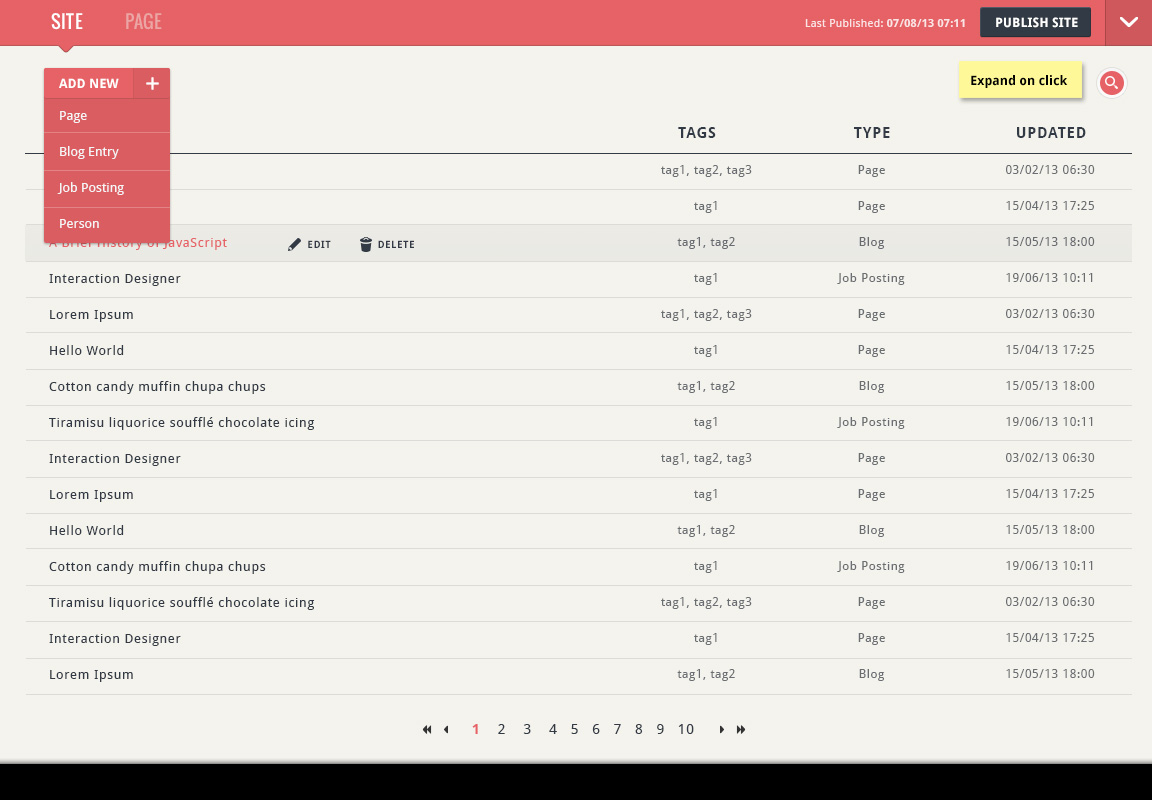 SITE PAGE Last Published: 07/08/13 07:11 PUBLISH SITE
ADD NEW +
Expand on click
Page
Blog Entry
Job Posting
Person
TAGS TYPE UPDATED
tag1, tag2, tag3 Page 03/02/13 06:30
tag1 Page 15/04/13 17:25
A Brief History of JavaScript EDIT DELETE tag1, tag2 Blog 15/05/13 18:00
Interaction Designer tag1 Job Posting 19/06/13 10:11
Lorem Ipsum tag1, tag2, tag3 Page 03/02/13 06:30
Hello World tag1 Page 15/04/13 17:25
Cotton candy muffin chupa chups tag1, tag2 Blog 15/05/13 18:00
Tiramisu liquorice soufflé chocolate icing tag1 Job Posting 19/06/13 10:11
Interaction Designer tag1, tag2, tag3 Page 03/02/13 06:30
Lorem Ipsum tag1 Page 15/04/13 17:25
Hello World tag1, tag2 Blog 15/05/13 18:00
Cotton candy muffin chupa chups tag1 Job Posting 19/06/13 10:11
Tiramisu liquorice soufflé chocolate icing tag1, tag2, tag3 Page 03/02/13 06:30
Interaction Designer tag1 Page 15/04/13 17:25
Lorem Ipsum tag1, tag2 Blog 15/05/13 18:00
1 2 3 4 5 6 7 8 9 10